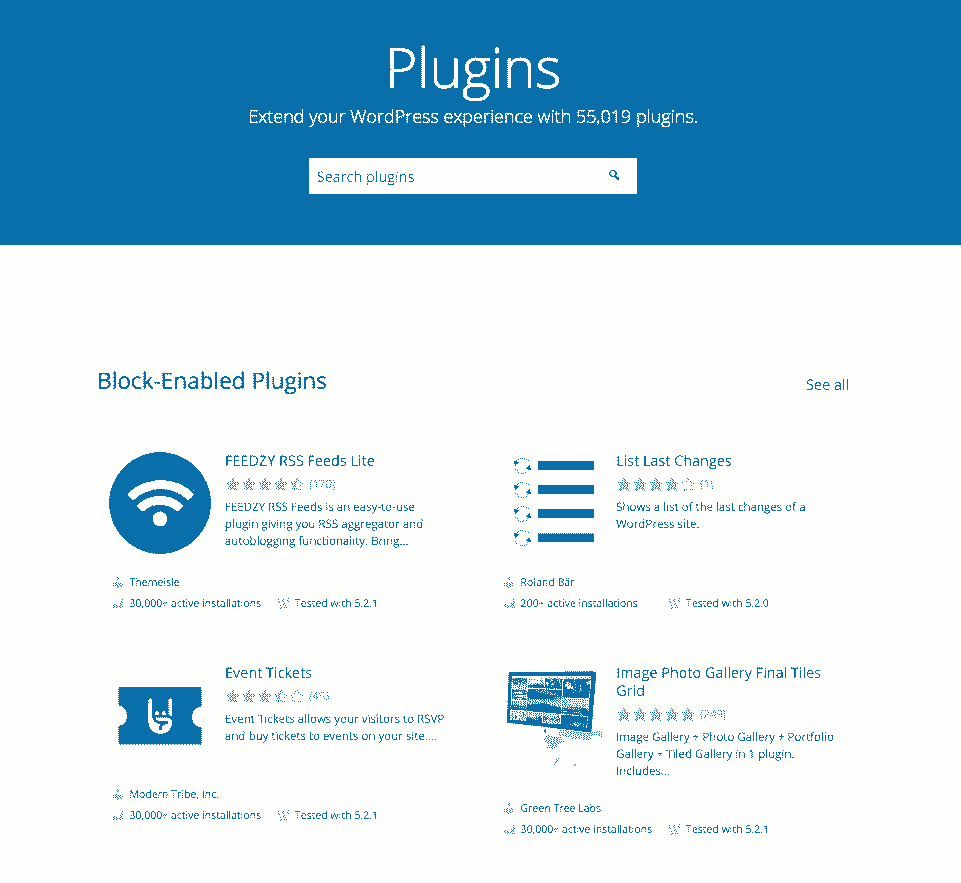 Plugins
Extend your WordPress experience with 55,019 plugins.
Search plugins
Block-Enabled Plugins
See all
FEEDZY RSS Feeds Lite
FEEDZY RSS Feeds is an easy-to-use
plugin giving you RSS aggregator and
autoblogging functionality. Bring...
Themeisle
30,000+ active installations
Tested with 5.2.1
List Last Changes
Shows a list of the last changes of a
WordPress site.
Roland Bär
200+ active installations
Tested with 5.2.0
Event Tickets
Event Tickets allows your visitors to RSVP
and buy tickets to events on your site....
Modern Tribe, Inc.
30,000+ active installations
Tested with 5.2.1
Image Photo Gallery Final Tiles
Grid
Image Gallery + Photo Gallery + Portfolio
Gallery + Tiled Gallery in 1 plugin.
Includes...
Green Tree Labs
30,000+ active installations
Tested with 5.2.1